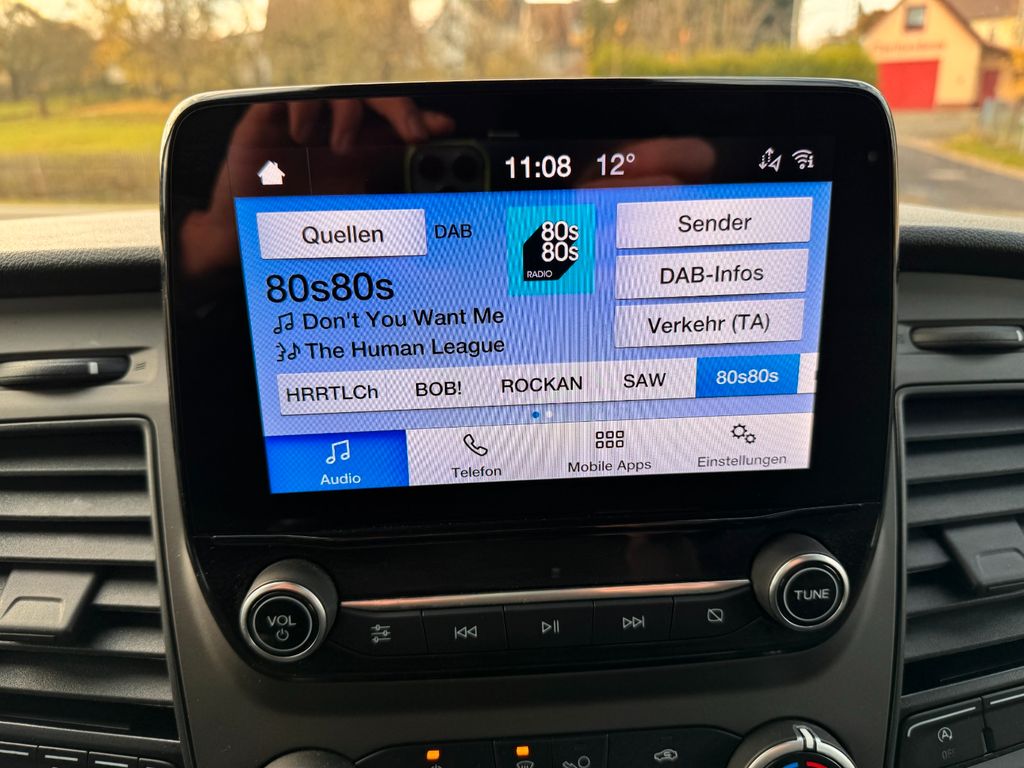 11:08 12°
Quellen DAB
80s
80s
RADIO
Sender
DAB-Infos
Verkehr (TA)
80s80s
Don't You Want Me
The Human League
HRRTLCh BOB! ROCKAN SAW 80s80s
Audio Telefon Mobile Apps Einstellungen
VOL
TUNE
OFF